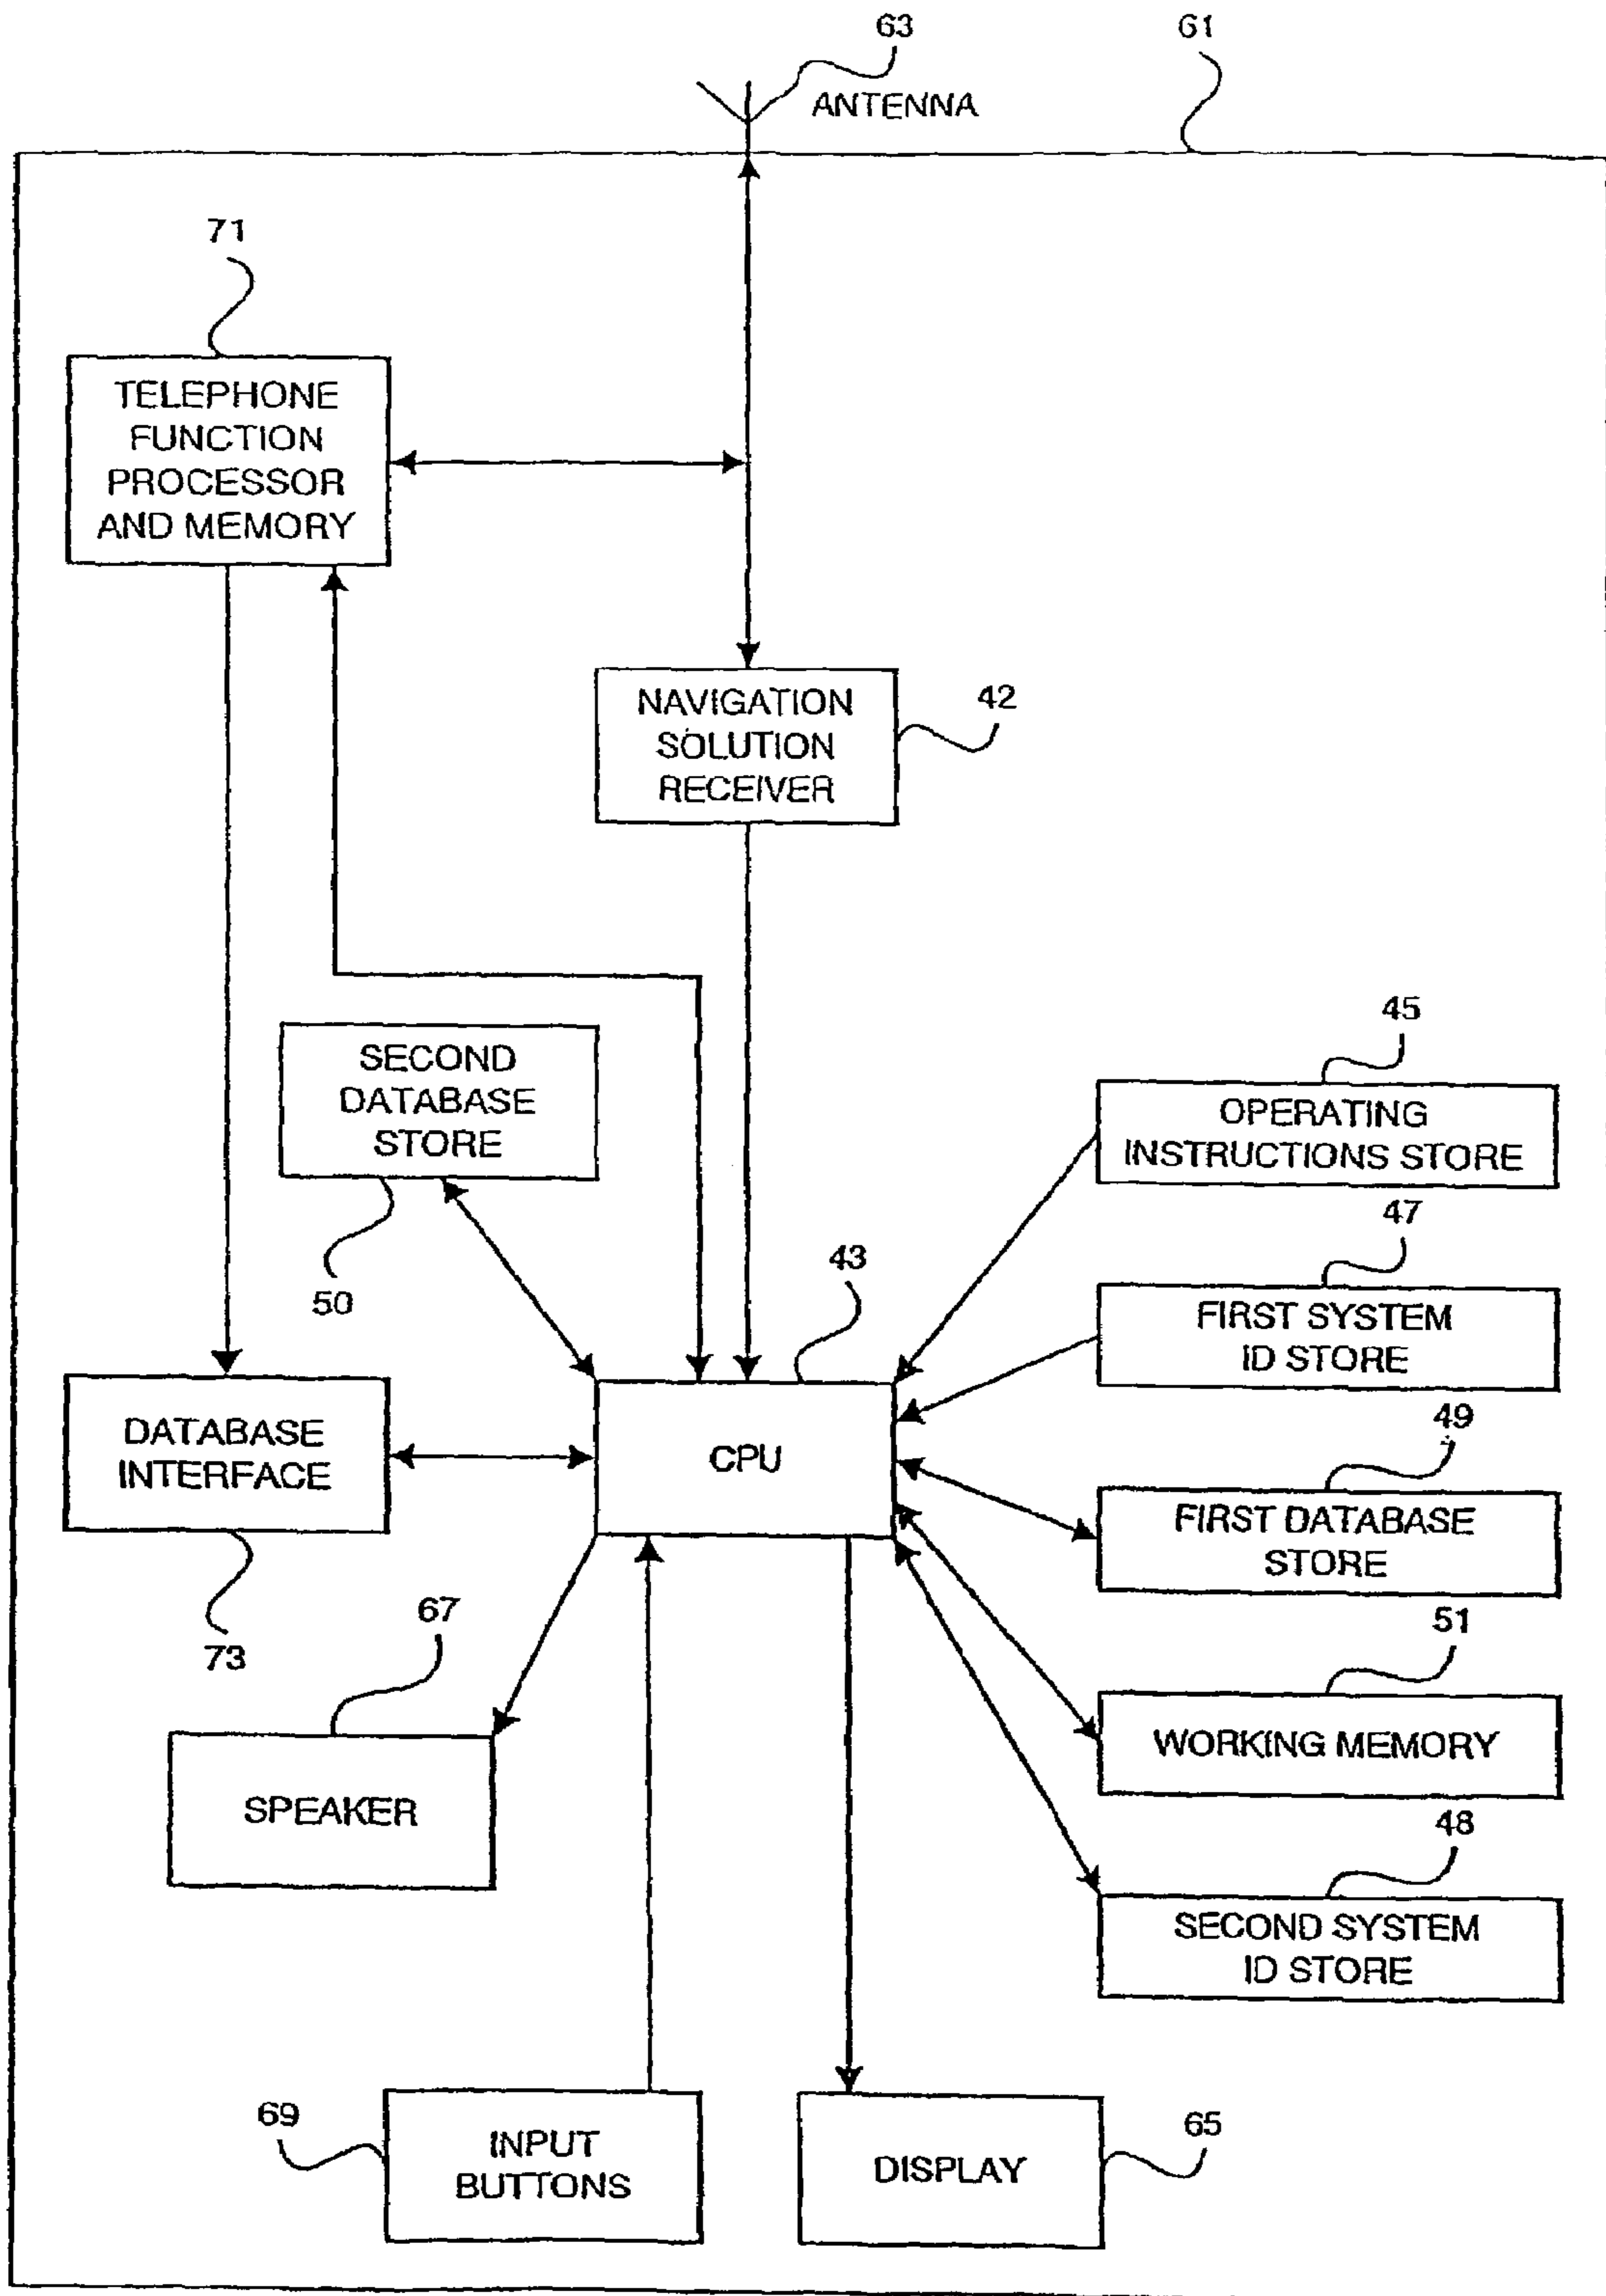 63
61
ANTENNA
71
TELEPHONE
FUNCTION
PROCESSOR
AND MEMORY
NAVIGATION
SOLUTION
RECEIVER
42
SECOND
DATABASE
STORE
50
45
OPERATING
INSTRUCTIONS STORE
47
FIRST SYSTEM
ID STORE
43
CPU
DATABASE
INTERFACE
73
49
FIRST DATABASE
STORE
67
SPEAKER
51
WORKING MEMORY
48
SECOND SYSTEM
ID STORE
69
INPUT
BUTTONS
DISPLAY
65